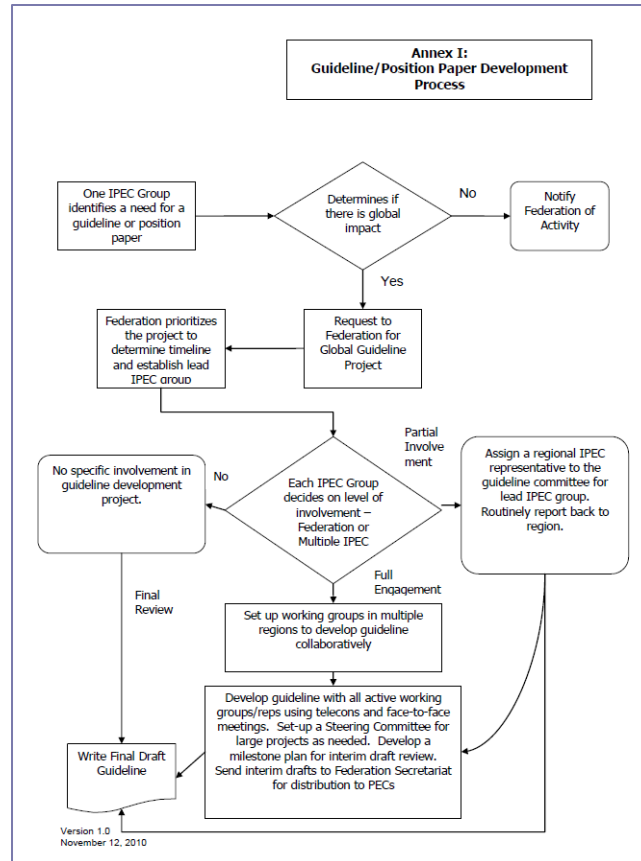 Annex I:
Guideline/Position Paper Development
Process
One IPEC Group
identifies a need for a
guideline or position
paper
Determines if
there is global
impact
No
Notify
Federation of
Activity
Yes
Federation prioritizes
the project to
determine timeline
and establish lead
IPEC group
Request to
Federation for
Global Guideline
Project
Partial
Involve
ment
No specific involvement in
guideline development
project.
No
Each IPEC Group
decides on level of
involvement –
Federation or
Multiple IPEC
Assign a regional IPEC
representative to the
guideline committee for
lead IPEC group.
Routinely report back to
region.
Full
Engagement
Final
Review
Set up working groups in multiple
regions to develop guideline
collaboratively
Develop guideline with all active working
groups/reps using telecons and face-to-face
meetings. Set-up a Steering Committee for
large projects as needed. Develop a
milestone plan for interim draft review.
Send interim drafts to Federation Secretariat
for distribution to PECs
Write Final Draft
Guideline
Version 1.0
November 12, 2010